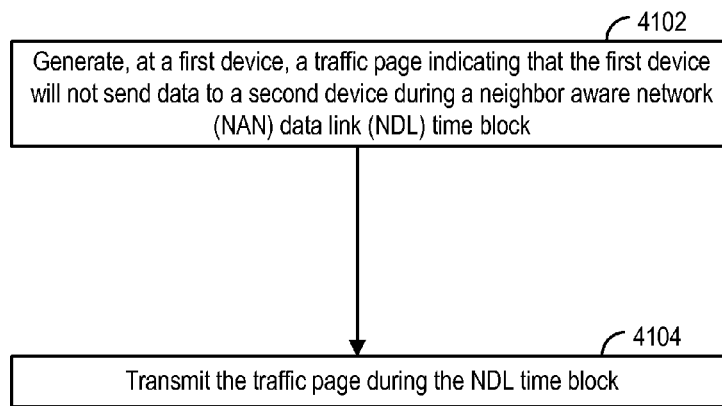 4102
Generate, at a first device, a traffic page indicating that the first device
will not send data to a second device during a neighbor aware network
(NAN) data link (NDL) time block
4104
Transmit the traffic page during the NDL time block